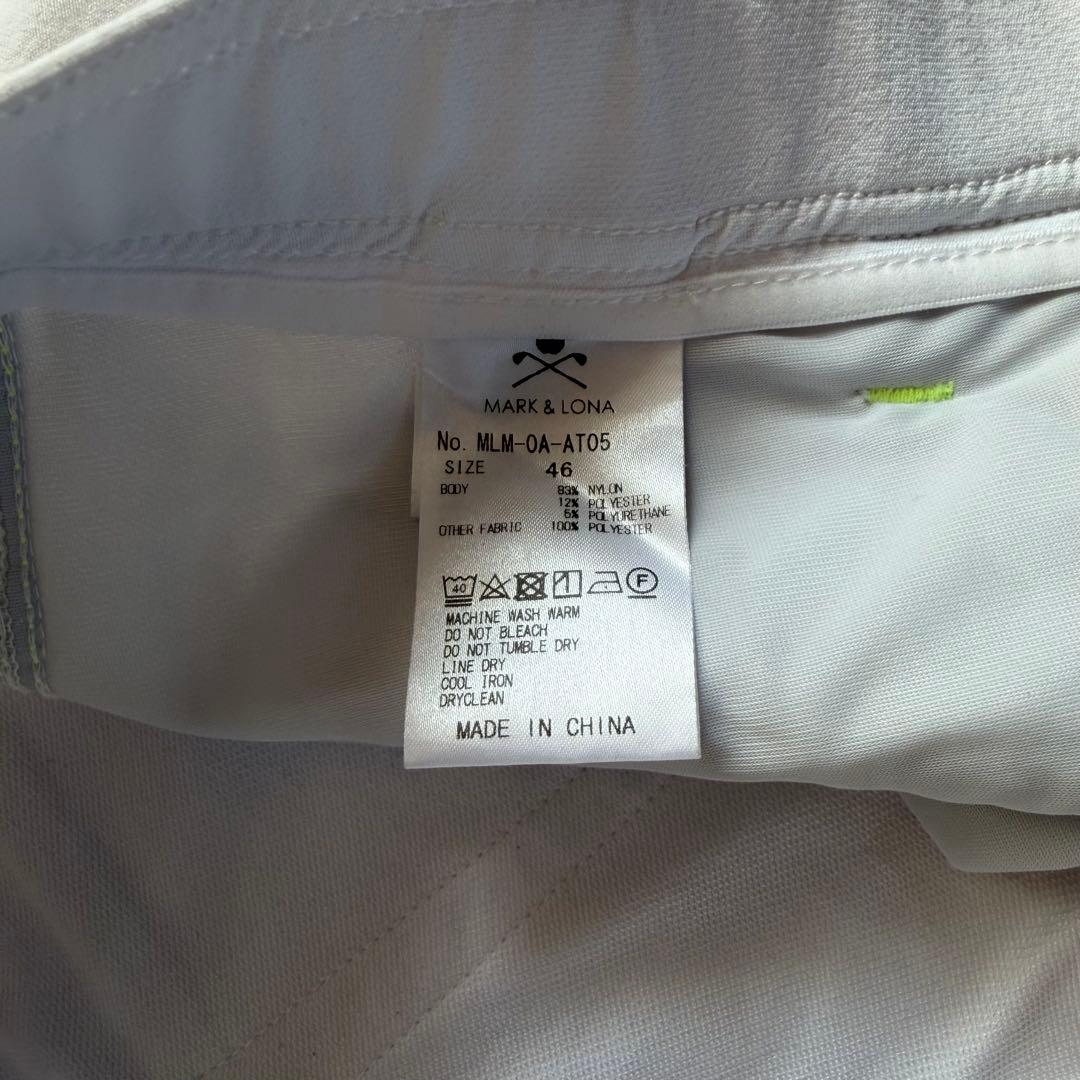 MARK & LONA
No. MLM-0A-AT05
SIZE 46
BODY 83% NYLON
12% POLYESTER
5% POLYURETHANE
OTHER FABRIC 100% POLYESTER
40 F
MACHINE WASH WARM
DO NOT BLEACH
DO NOT TUMBLE DRY
LINE DRY
COOL IRON
DRYCLEAN
MADE IN CHINA